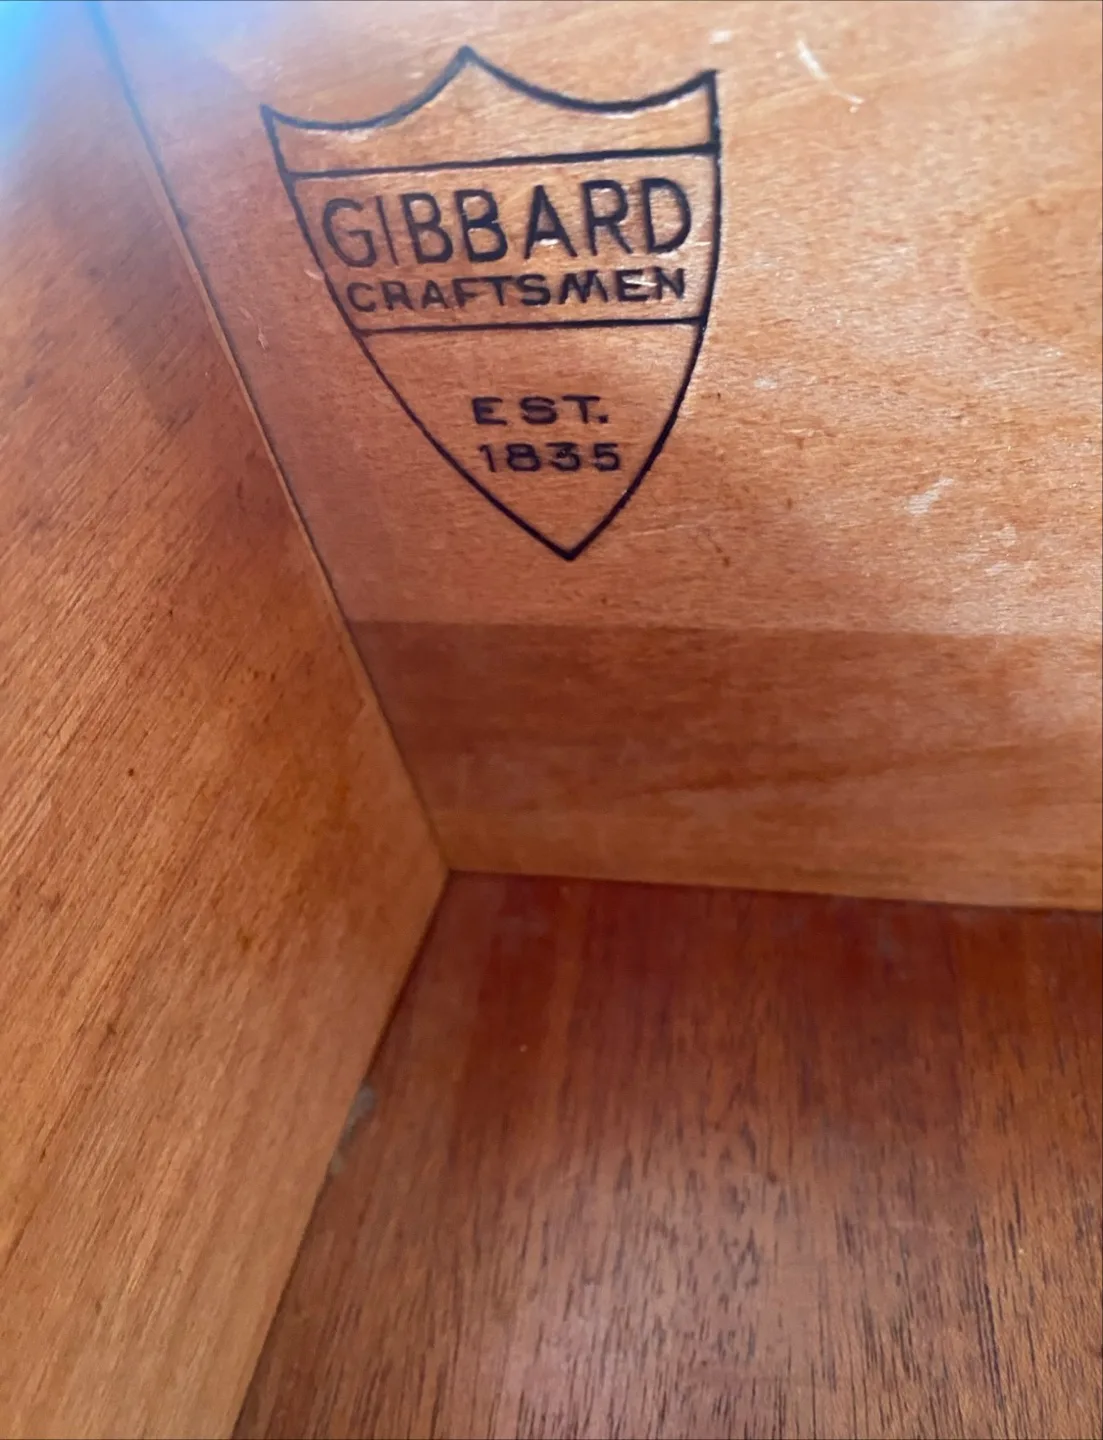 GIBBARD
CRAFTSMEN
EST.
1835